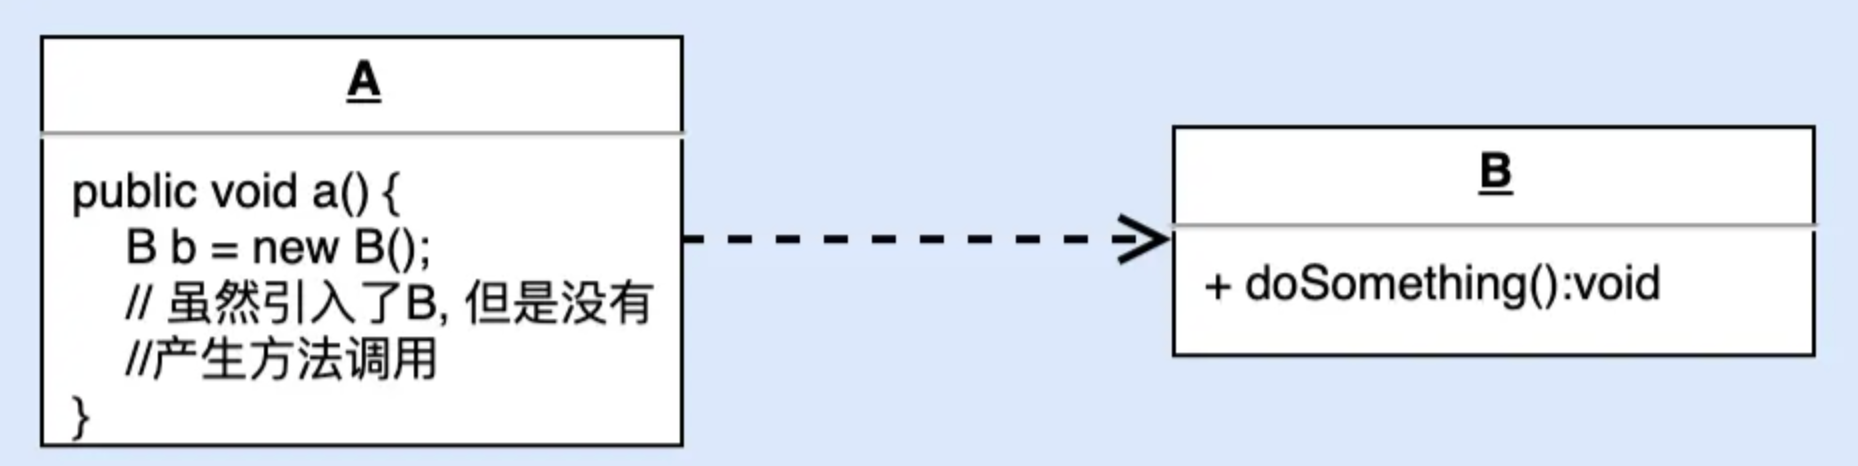 A
public void a() {
B b = new B();
// 虽然引入了B, 但是没有
//产生方法调用
}
B
+ doSomething():void